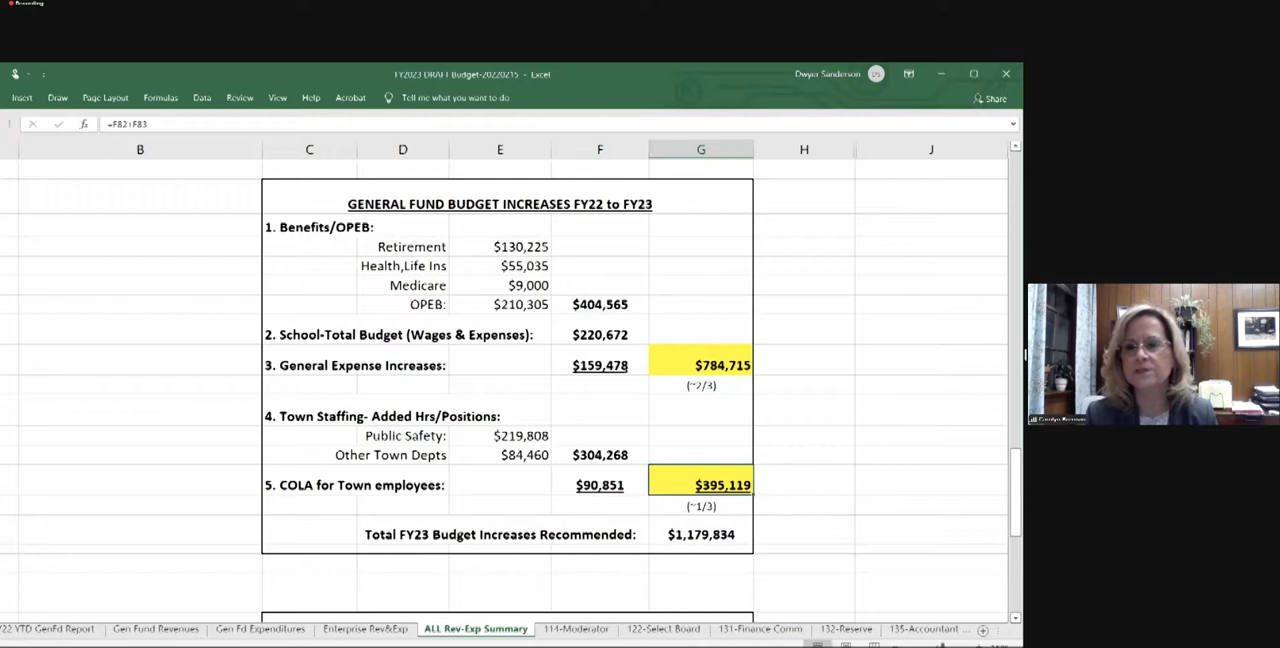 Recording
FY2023 DRAFT Budget-20220215 - Excel
Dwyer Sanderson
DS
Insert Draw Page Layout Formulas Data Review View Help Acrobat Tell me what you want to do
Share
fx =F82+F83
B C D E F G H I J
GENERAL FUND BUDGET INCREASES FY22 to FY23
1. Benefits/OPEB:
Retirement $130,225
Health,Life Ins $55,035
Medicare $9,000
OPEB: $210,305 $404,565
2. School-Total Budget (Wages & Expenses): $220,672
3. General Expense Increases: $159,478 $784,715
(~2/3)
4. Town Staffing- Added Hrs/Positions:
Public Safety: $219,808
Other Town Depts $84,460 $304,268
5. COLA for Town employees: $90,851 $395,119
(~1/3)
Total FY23 Budget Increases Recommended: $1,179,834
22 YTD GenFd Report Gen Fund Revenues Gen Fd Expenditures Enterprise Rev&Exp ALL Rev-Exp Summary 114-Moderator 122-Select Board 131-Finance Comm 132-Reserve 135-Accountant ...